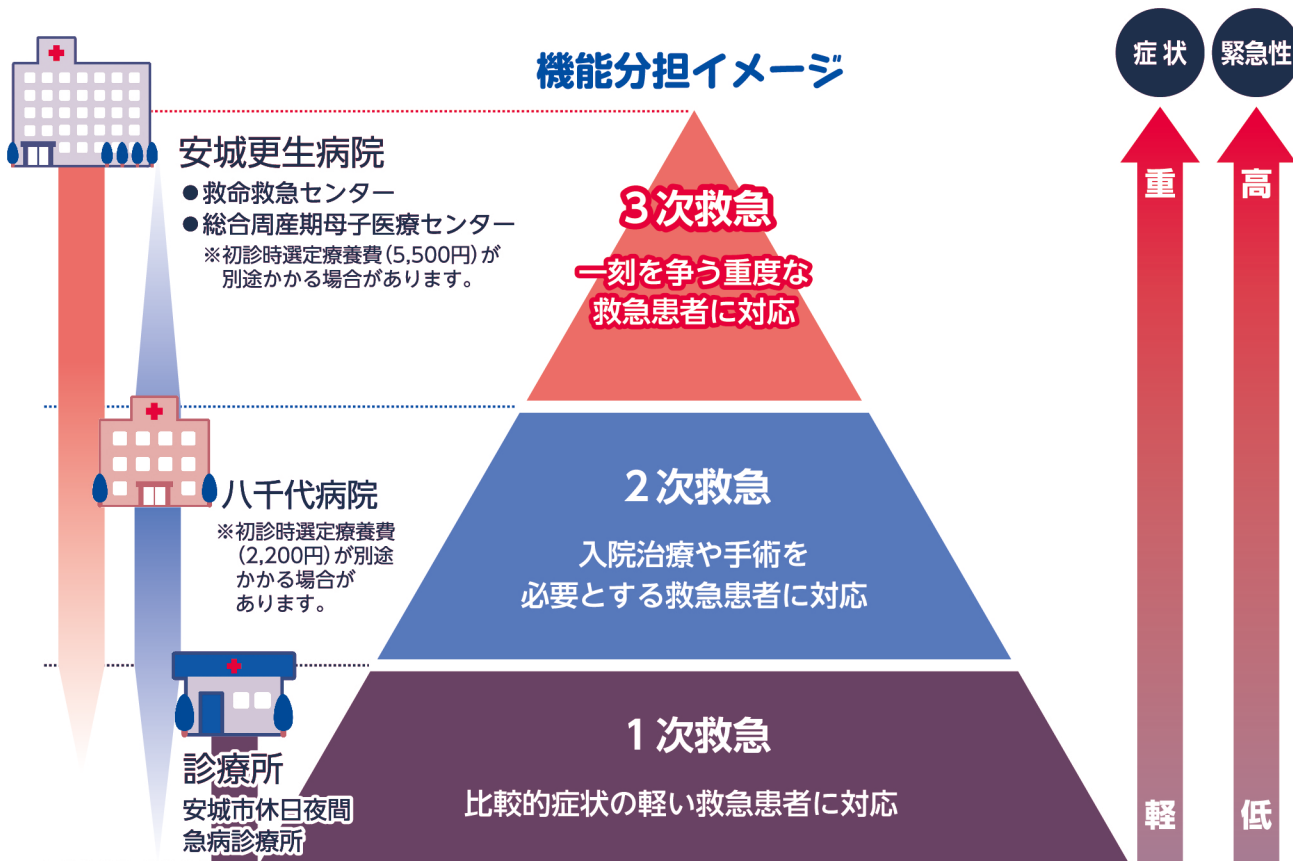 機能分担イメージ
症状
緊急性
重
高
安城更生病院
●救命救急センター
●総合周産期母子医療センター
※初診時選定療養費(5,500円)が
別途かかる場合があります。
3次救急
一刻を争う重度な
救急患者に対応
八千代病院
※初診時選定療養費
(2,200円)が別途
かかる場合が
あります。
2次救急
入院治療や手術を
必要とする救急患者に対応
診療所
安城市休日夜間
急病診療所
1次救急
比較的症状の軽い救急患者に対応
軽
低